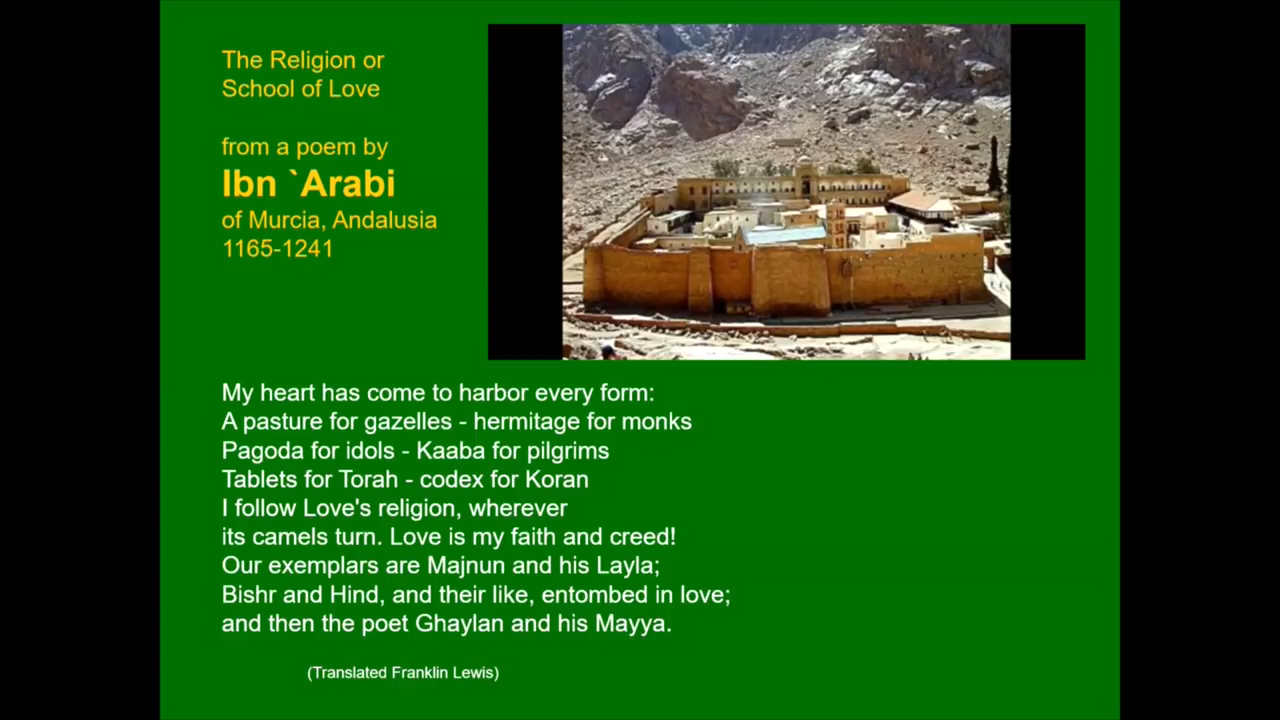 The Religion or
School of Love
from a poem by
Ibn `Arabi
of Murcia, Andalusia
1165-1241
My heart has come to harbor every form:
A pasture for gazelles - hermitage for monks
Pagoda for idols - Kaaba for pilgrims
Tablets for Torah - codex for Koran
I follow Love's religion, wherever
its camels turn. Love is my faith and creed!
Our exemplars are Majnun and his Layla;
Bishr and Hind, and their like, entombed in love;
and then the poet Ghaylan and his Mayya.
(Translated Franklin Lewis)